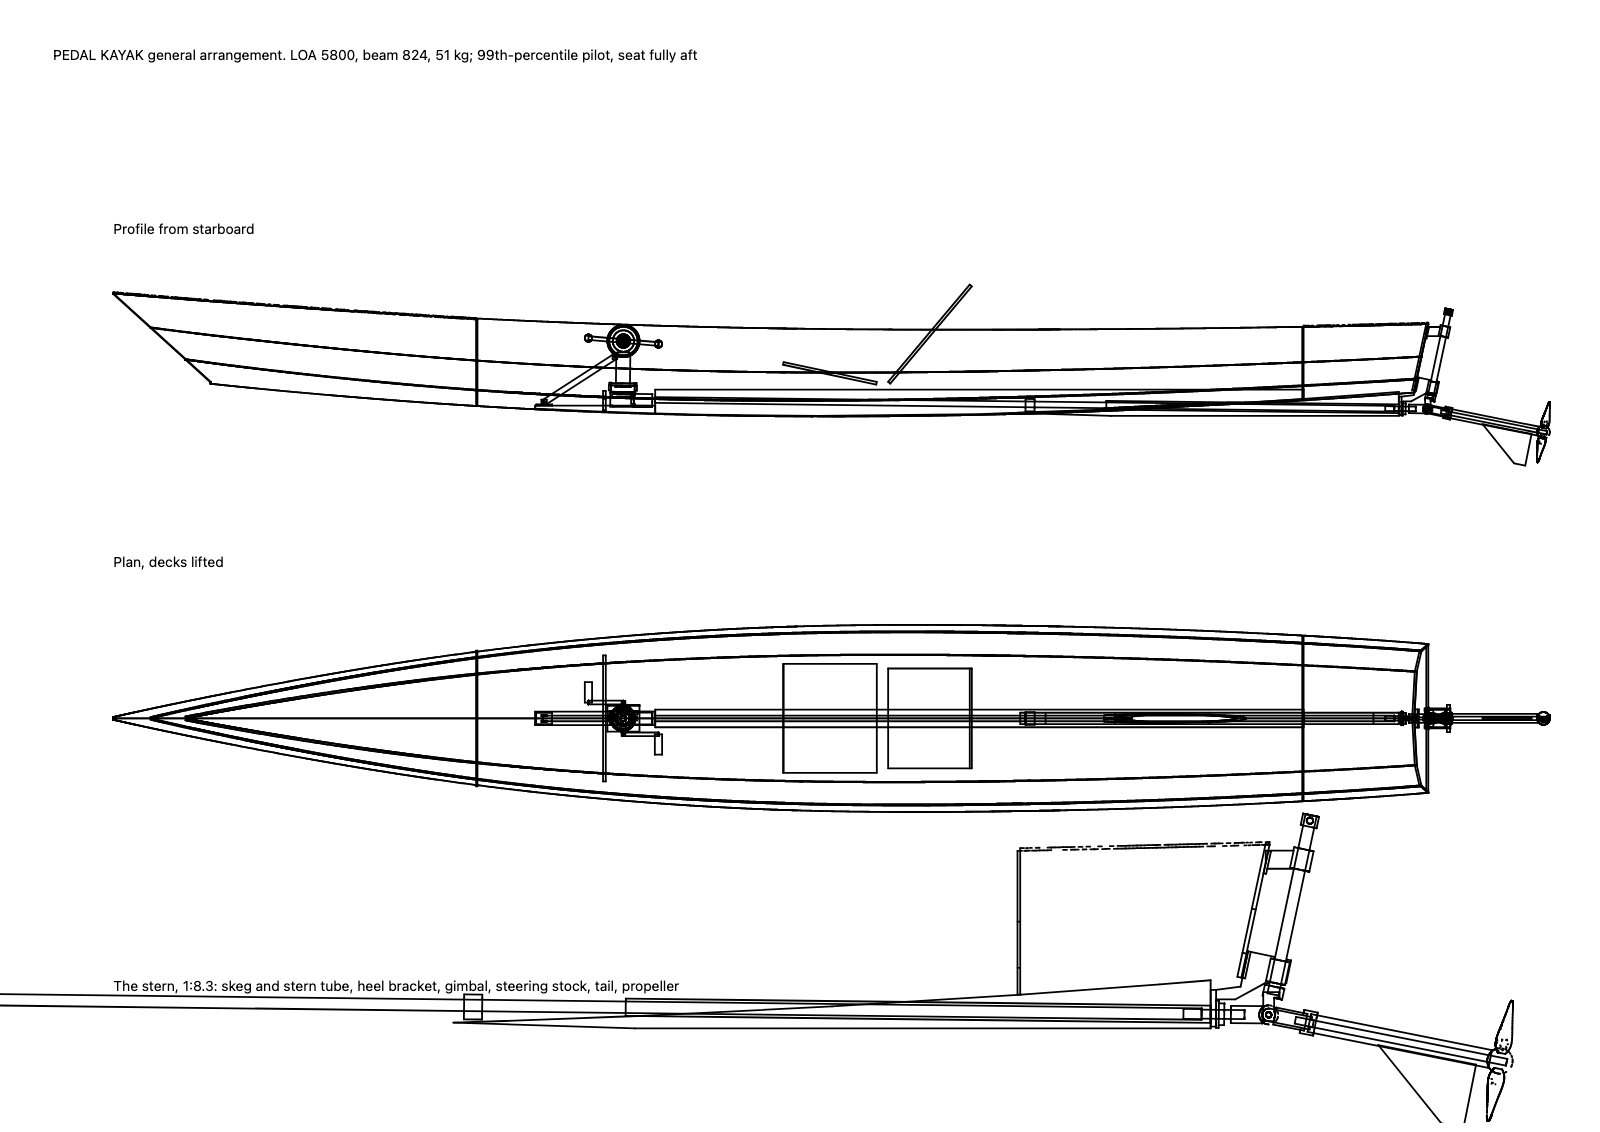 PEDAL KAYAK general arrangement. LOA 5800, beam 824, 51 kg; 99th-percentile pilot, seat fully aft
Profile from starboard
Plan, decks lifted
The stern, 1:8.3: skeg and stern tube, heel bracket, gimbal, steering stock, tail, propeller